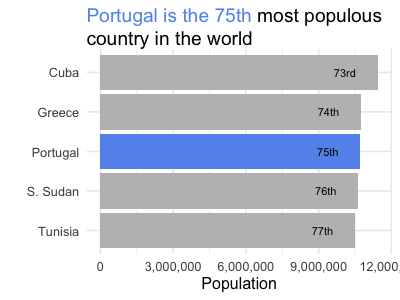 Portugal is the 75th most populous
country in the world
Cuba 73rd
Greece 74th
Portugal 75th
S. Sudan 76th
Tunisia 77th
0 3,000,000 6,000,000 9,000,000 12,000,
Population